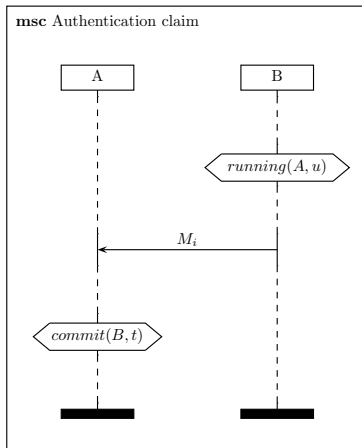 msc Authentication claim
A
B
running(A, u)
M_i
commit(B, t)